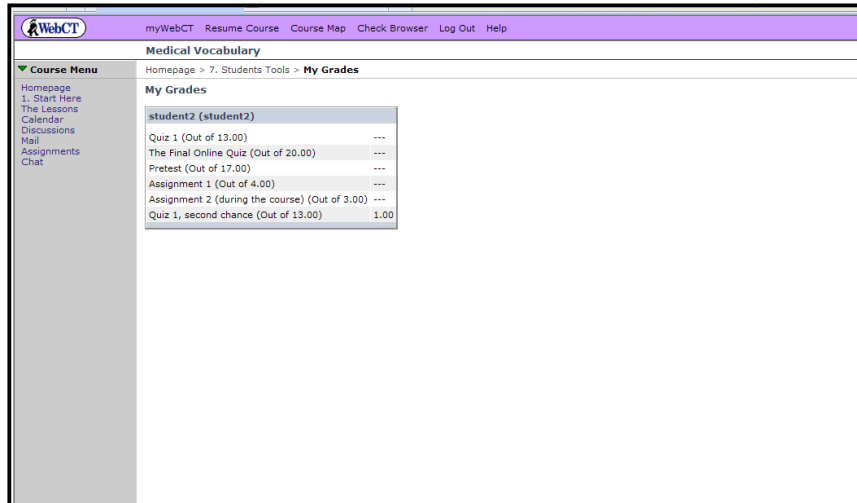 WebCT
myWebCT Resume Course Course Map Check Browser Log Out Help
Medical Vocabulary
Course Menu
Homepage > 7. Students Tools > My Grades
Homepage
1. Start Here
The Lessons
Calendar
Discussions
Mail
Assignments
Chat
My Grades
student2 (student2)
Quiz 1 (Out of 13.00) ---
The Final Online Quiz (Out of 20.00) ---
Pretest (Out of 17.00) ---
Assignment 1 (Out of 4.00) ---
Assignment 2 (during the course) (Out of 3.00) ---
Quiz 1, second chance (Out of 13.00) 1.00